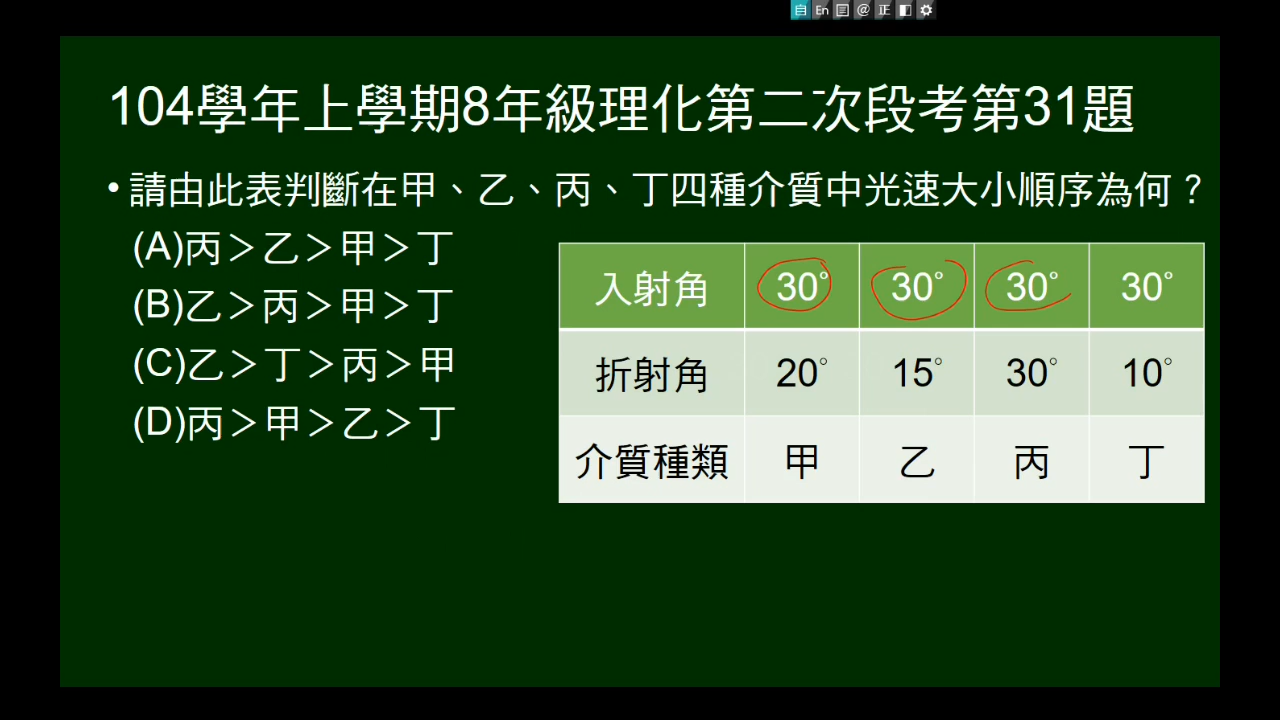 自 En @ 正
104學年上學期8年級理化第二次段考第31題
•請由此表判斷在甲、乙、丙、丁四種介質中光速大小順序為何？
(A)丙＞乙＞甲＞丁
(B)乙＞丙＞甲＞丁
(C)乙＞丁＞丙＞甲
(D)丙＞甲＞乙＞丁
入射角 30° 30° 30° 30°
折射角 20° 15° 30° 10°
介質種類 甲 乙 丙 丁